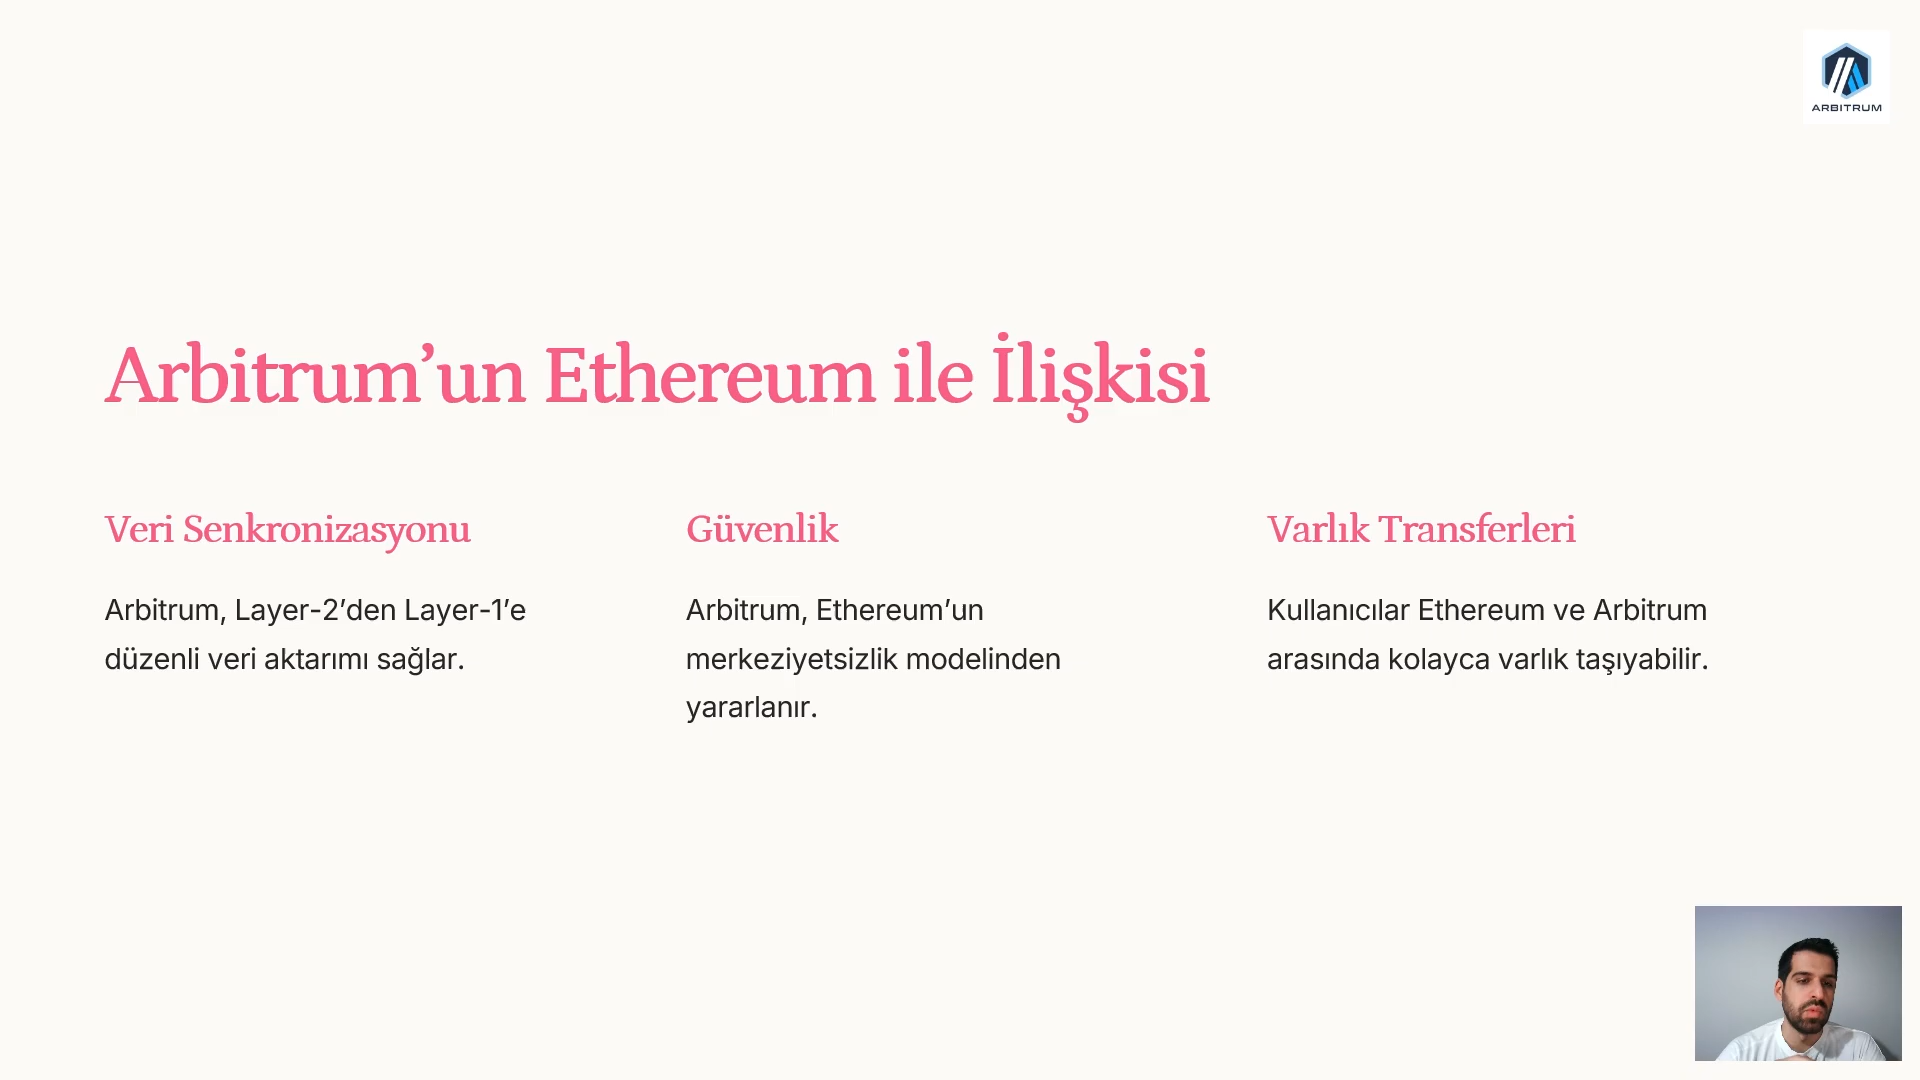 ARBITRUM
Arbitrum’un Ethereum ile İlişkisi
Veri Senkronizasyonu
Arbitrum, Layer-2’den Layer-1’e
düzenli veri aktarımı sağlar.
Güvenlik
Arbitrum, Ethereum’un
merkeziyetsizlik modelinden
yararlanır.
Varlık Transferleri
Kullanıcılar Ethereum ve Arbitrum
arasında kolayca varlık taşıyabilir.